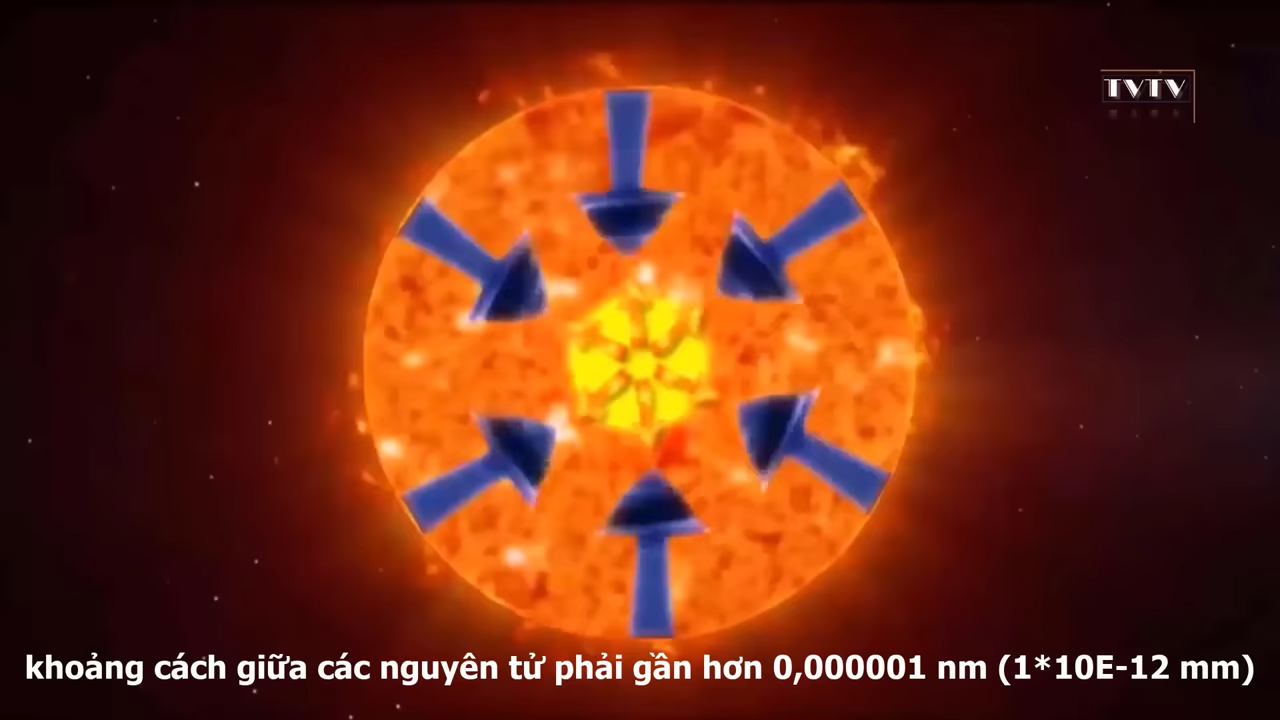 TVTV
khoảng cách giữa các nguyên tử phải gần hơn 0,000001 nm (1*10E-12 mm)